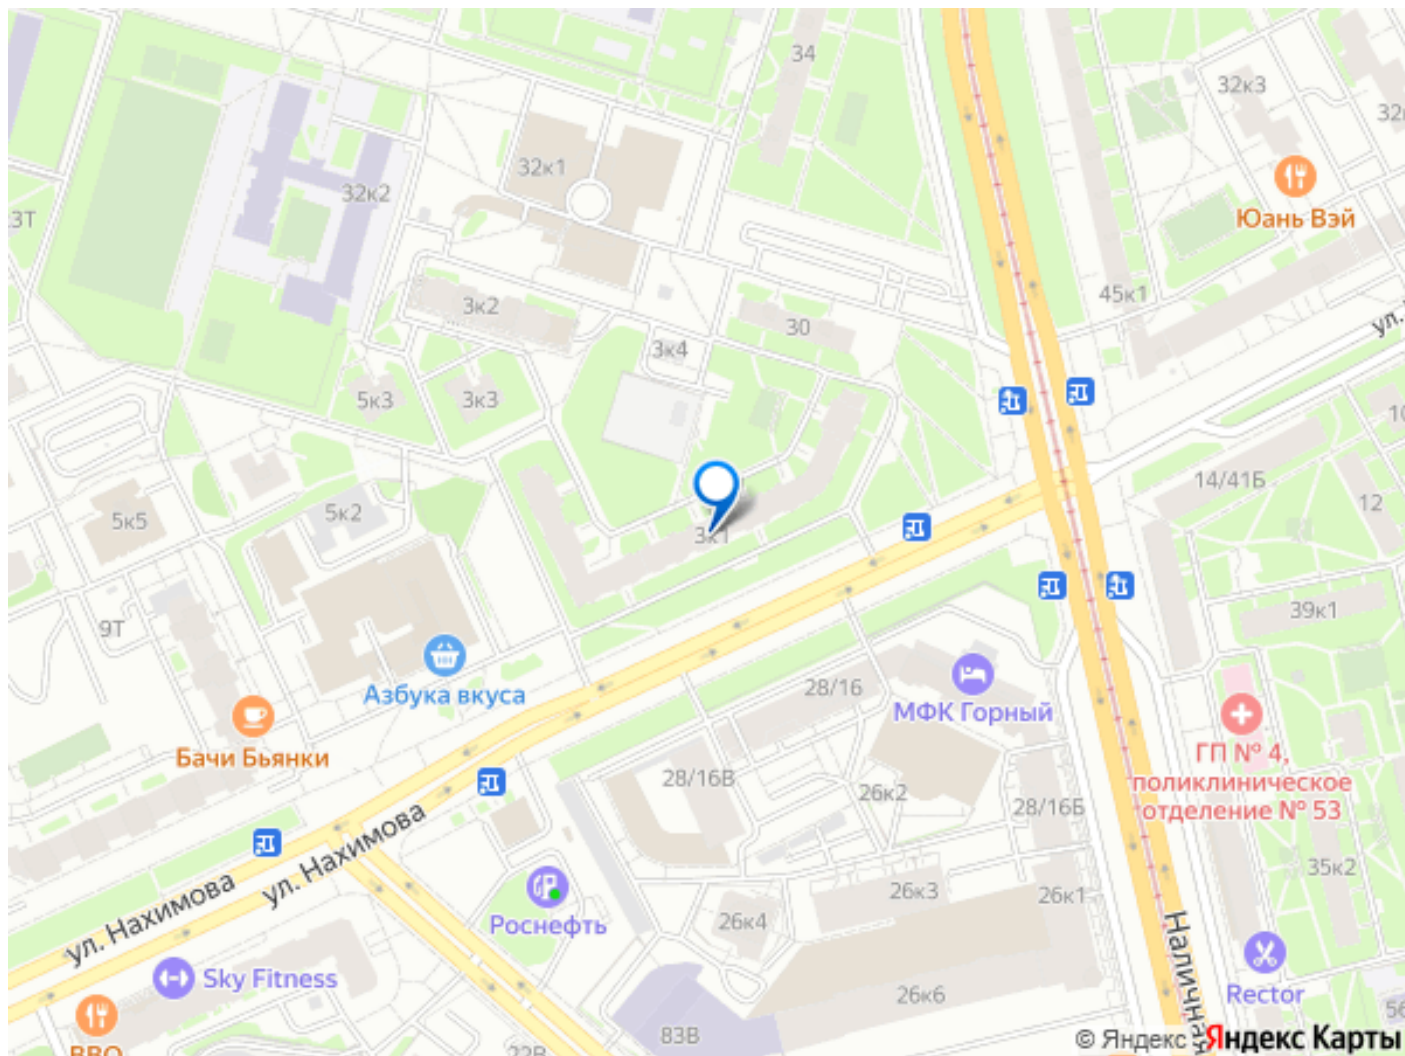 34
32к3
32к1
32к2
3Т
Юань Вэй
45к1
3к2
30
ул.
3к4
5к3
3к3
14/41Б
12
5к5
5к2
3к1
9Т
39к1
Азбука вкуса
28/16
МФК Горный
Бачи Бьянки
ГП № 4,
поликлиническое
отделение № 53
28/16В
26к2
28/16Б
ул. Нахимова
ул. Нахимова
35к2
26к3
26к1
Роснефть
26к4
Sky Fitness
Наличная
26к6
Rector
83В
© Яндекс Яндекс Карты